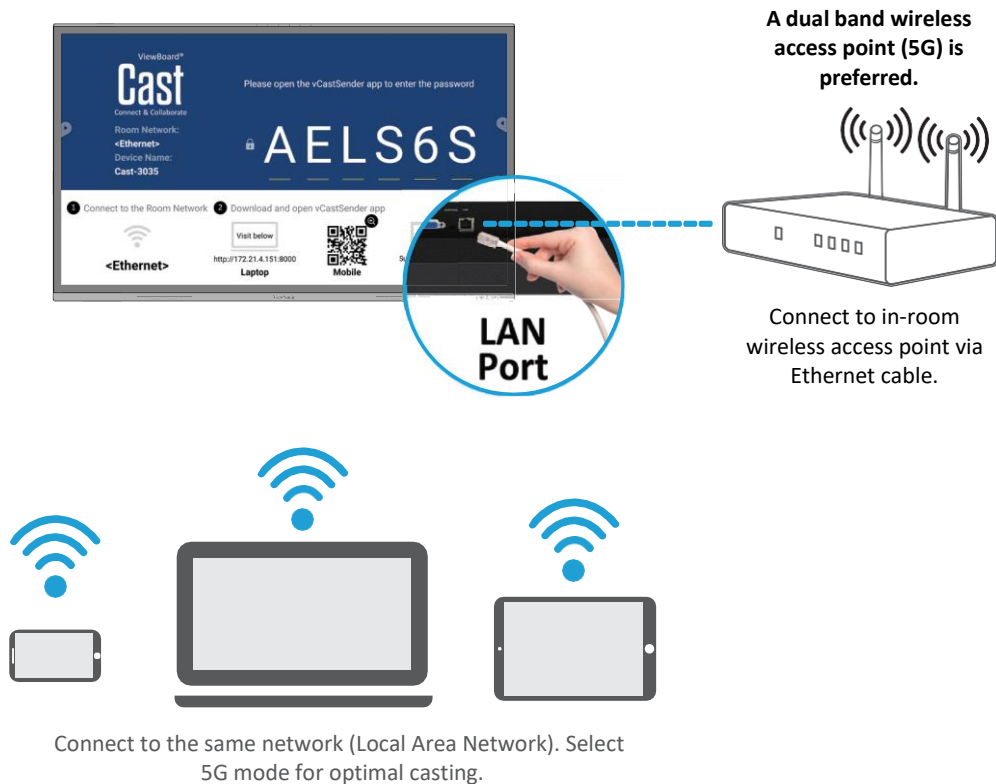 A dual band wireless
access point (5G) is
preferred.
ViewBoard®
Cast
Connect & Collaborate
Please open the vCastSender app to enter the password
Room Network:
<Ethernet>
Device Name:
Cast-3035
AELS6S
1 Connect to the Room Network
2 Download and open vCastSender app
Visit below
<Ethernet>
http://172.21.4.151:8000
Laptop
Mobile
LAN
Port
Connect to in-room
wireless access point via
Ethernet cable.
Connect to the same network (Local Area Network). Select
5G mode for optimal casting.